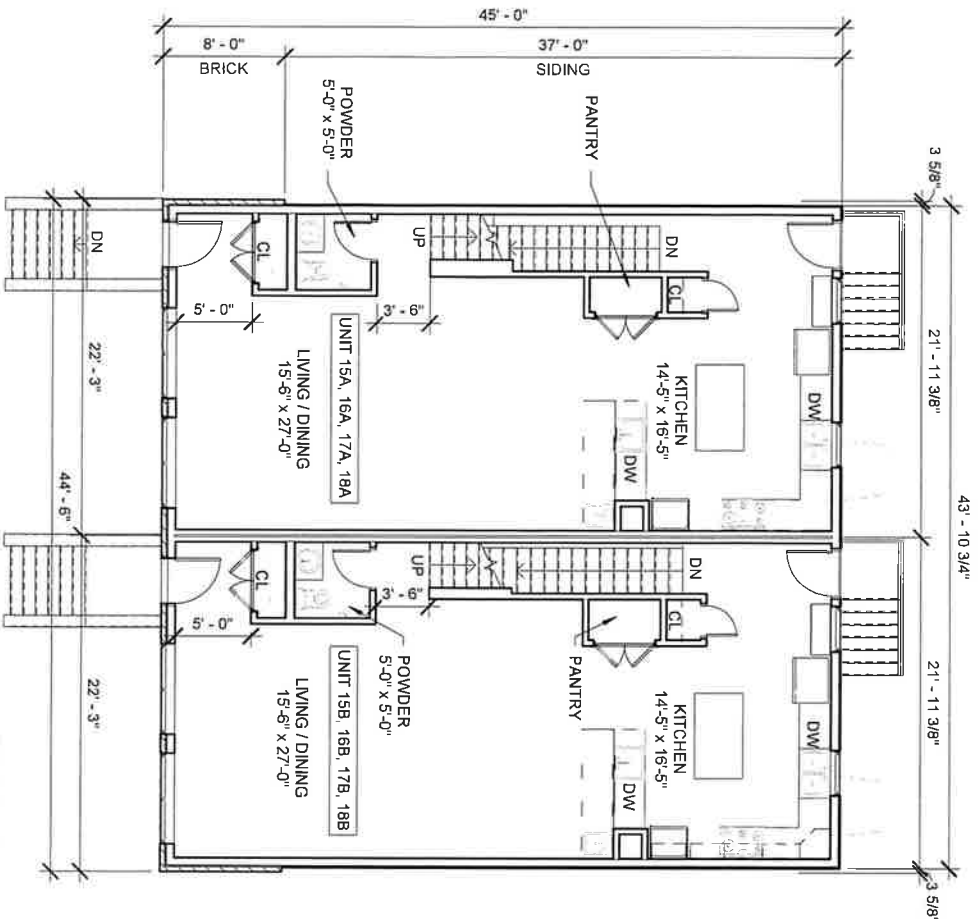 45' - 0"
8' - 0"
37' - 0"
BRICK
SIDING
POWDER
5'-0" x 5'-0"
PANTRY
3 5/8"
DN
UP
DN
CL
CL
5' - 0"
3' - 6"
21' - 11 3/8"
22' - 3"
UNIT 15A, 16A, 17A, 18A
LIVING / DINING
15'-6" x 27'-0"
KITCHEN
14'-5" x 16'-5"
DW
DW
44' - 6"
43' - 10 3/4"
DN
UP
CL
CL
5' - 0"
3' - 6"
POWDER
5'-0" x 5'-0"
PANTRY
21' - 11 3/8"
22' - 3"
UNIT 15B, 16B, 17B, 18B
LIVING / DINING
15'-6" x 27'-0"
KITCHEN
14'-5" x 16'-5"
DW
DW
3 5/8"